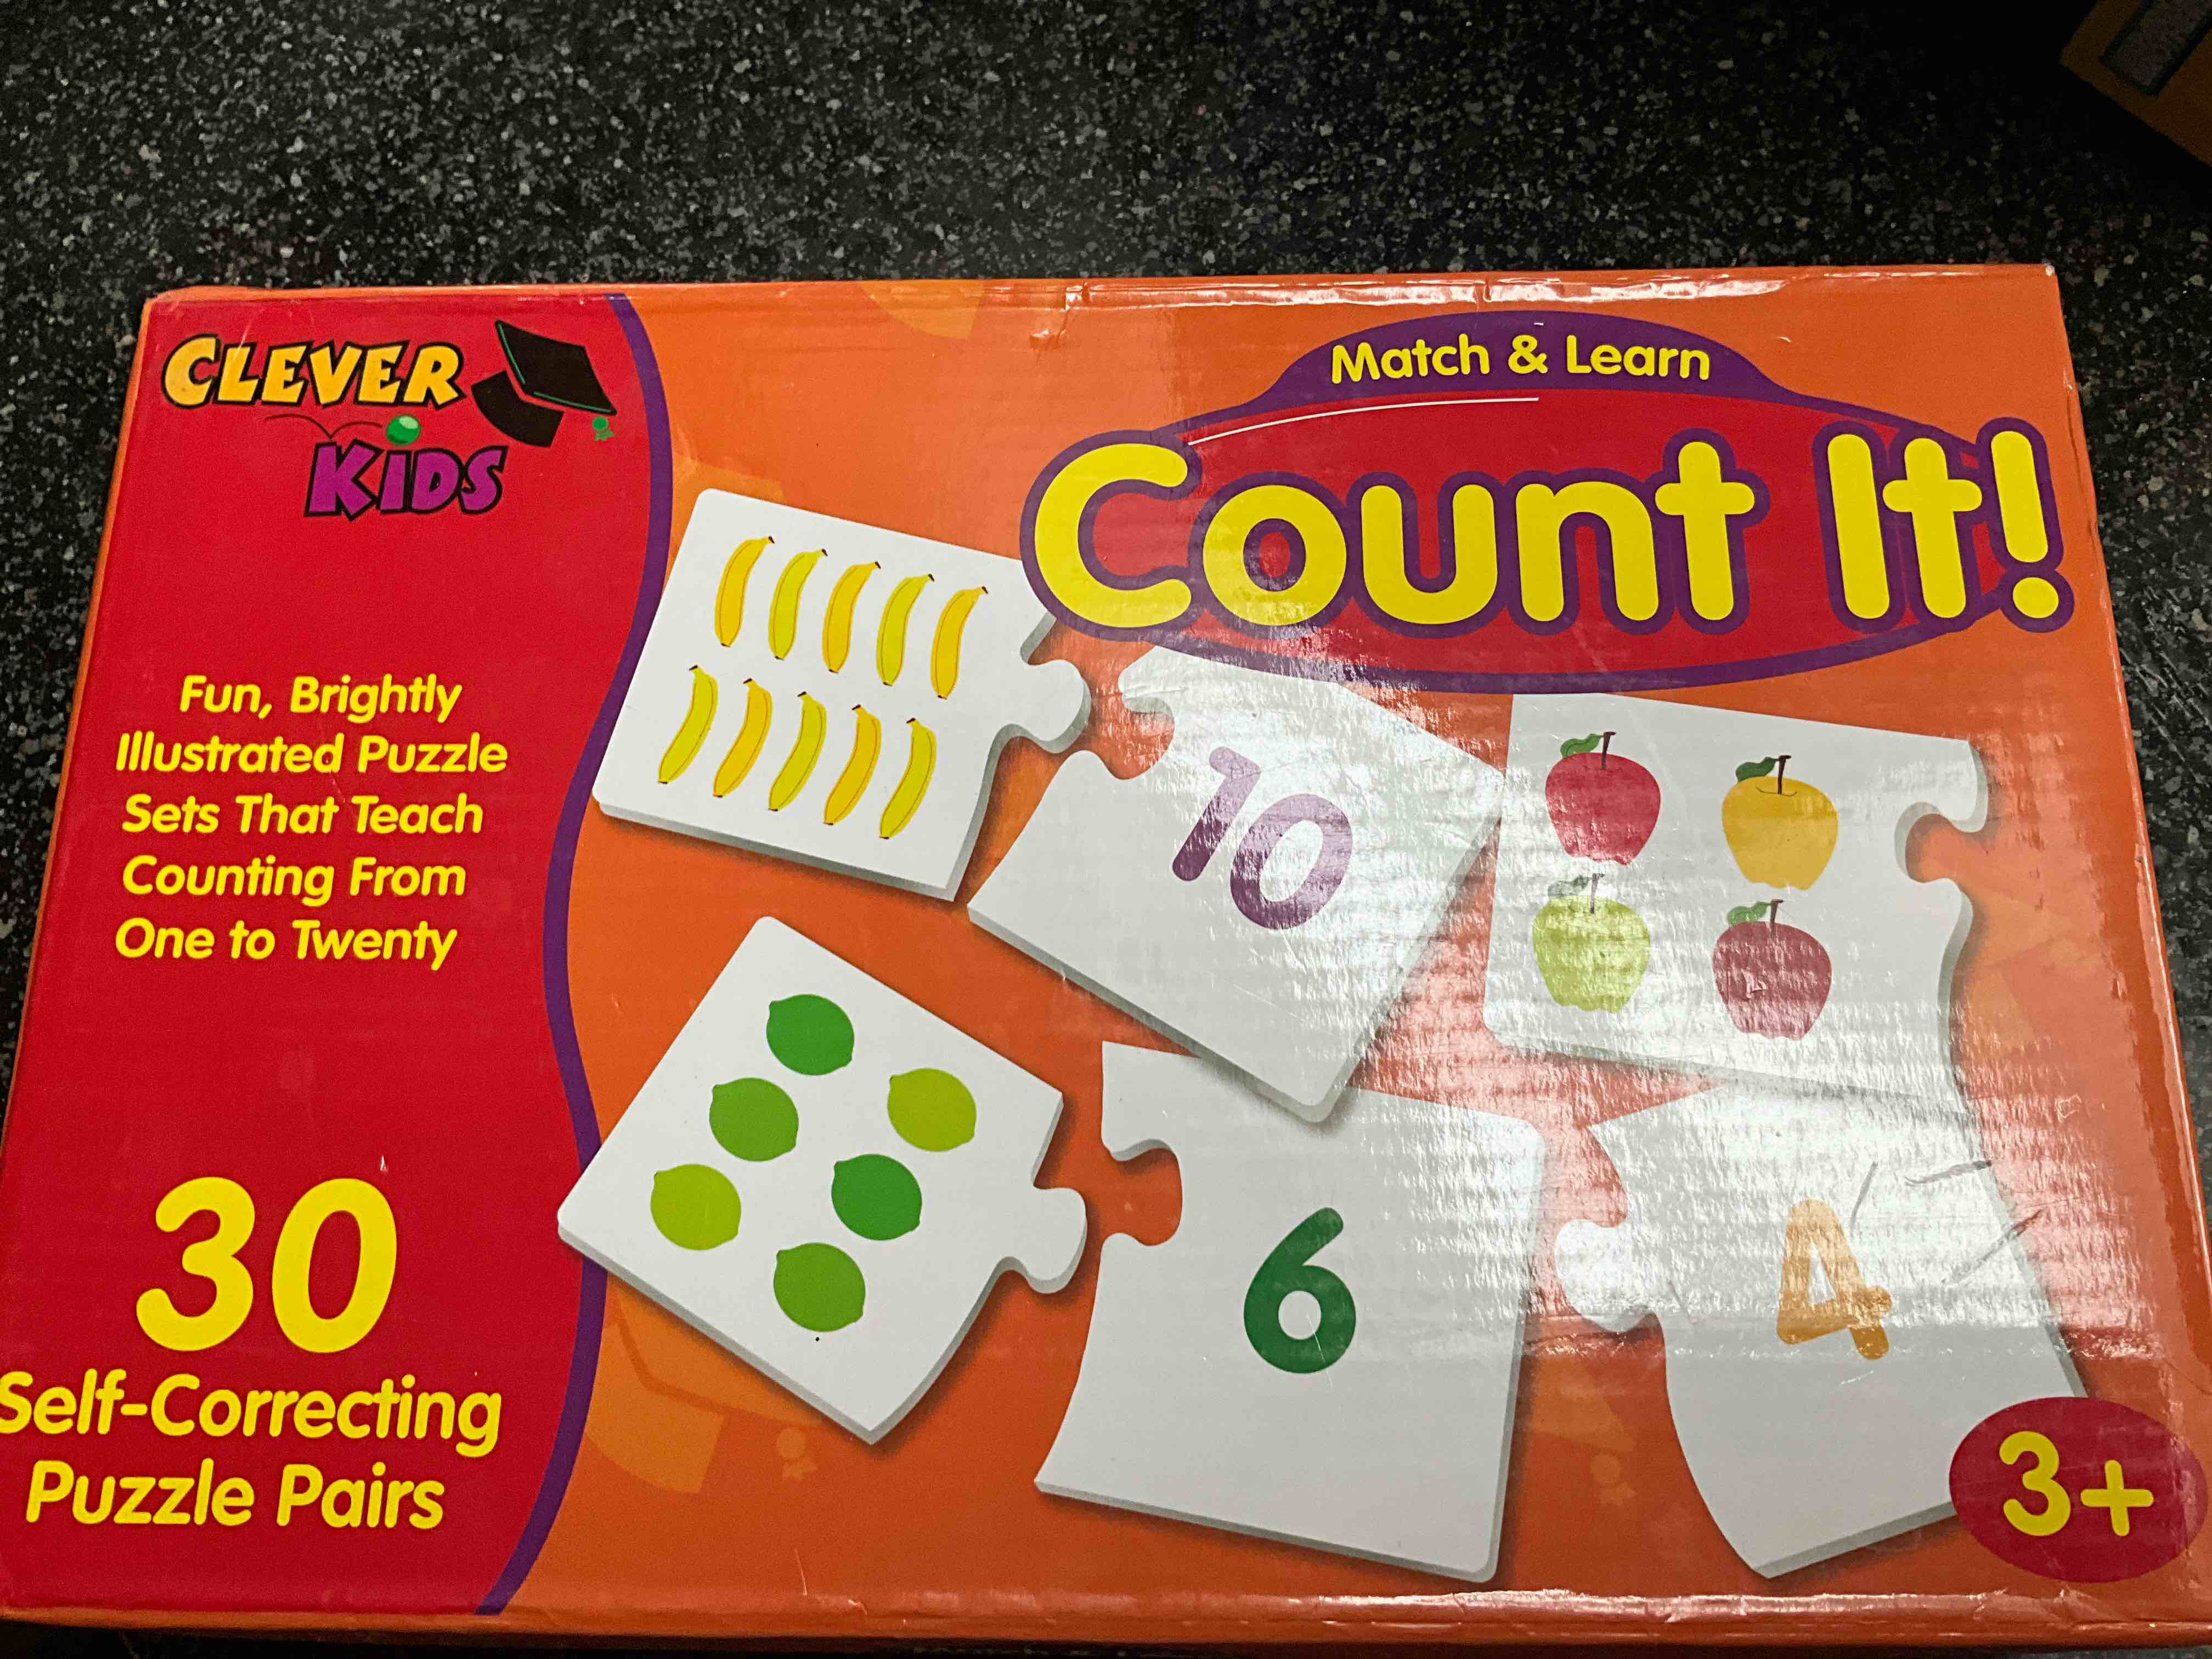 CLEVER
KIDS
Match & Learn
Count It!
Fun, Brightly
Illustrated Puzzle
Sets That Teach
Counting From
One to Twenty
10
30
Self-Correcting
Puzzle Pairs
6
4
3+